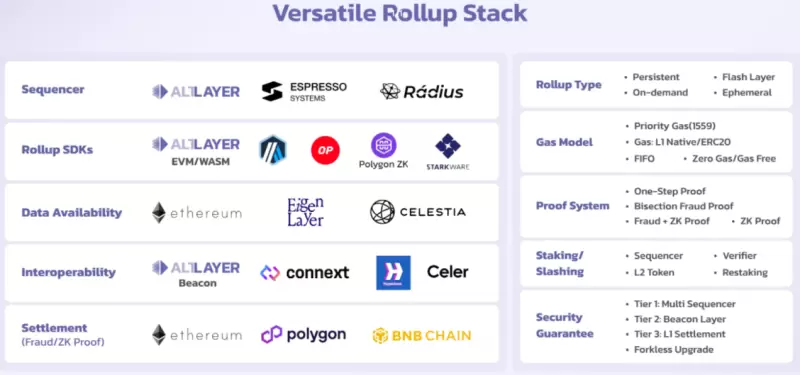 Versatile Rollup Stack
Sequencer
ALTLAYER
ESPRESSO
SYSTEMS
Rádius
Rollup SDKs
ALTLAYER
EVM/WASM
OP
Polygon ZK
STARKWARE
Data Availability
ethereum
Eigen
Layer
CELESTIA
Interoperability
ALTLAYER
Beacon
connext
Celer
Settlement
(Fraud/ZK Proof)
ethereum
polygon
BNB CHAIN
Rollup Type
• Persistent • Flash Layer
• On-demand • Ephemeral
Gas Model
• Priority Gas(1559)
• Gas: L1 Native/ERC20
• FIFO • Zero Gas/Gas Free
Proof System
• One-Step Proof
• Bisection Fraud Proof
• Fraud + ZK Proof • ZK Proof
Staking/
Slashing
• Sequencer • Verifier
• L2 Token • Restaking
Security
Guarantee
• Tier 1: Multi Sequencer
• Tier 2: Beacon Layer
• Tier 3: L1 Settlement
• Forkless Upgrade